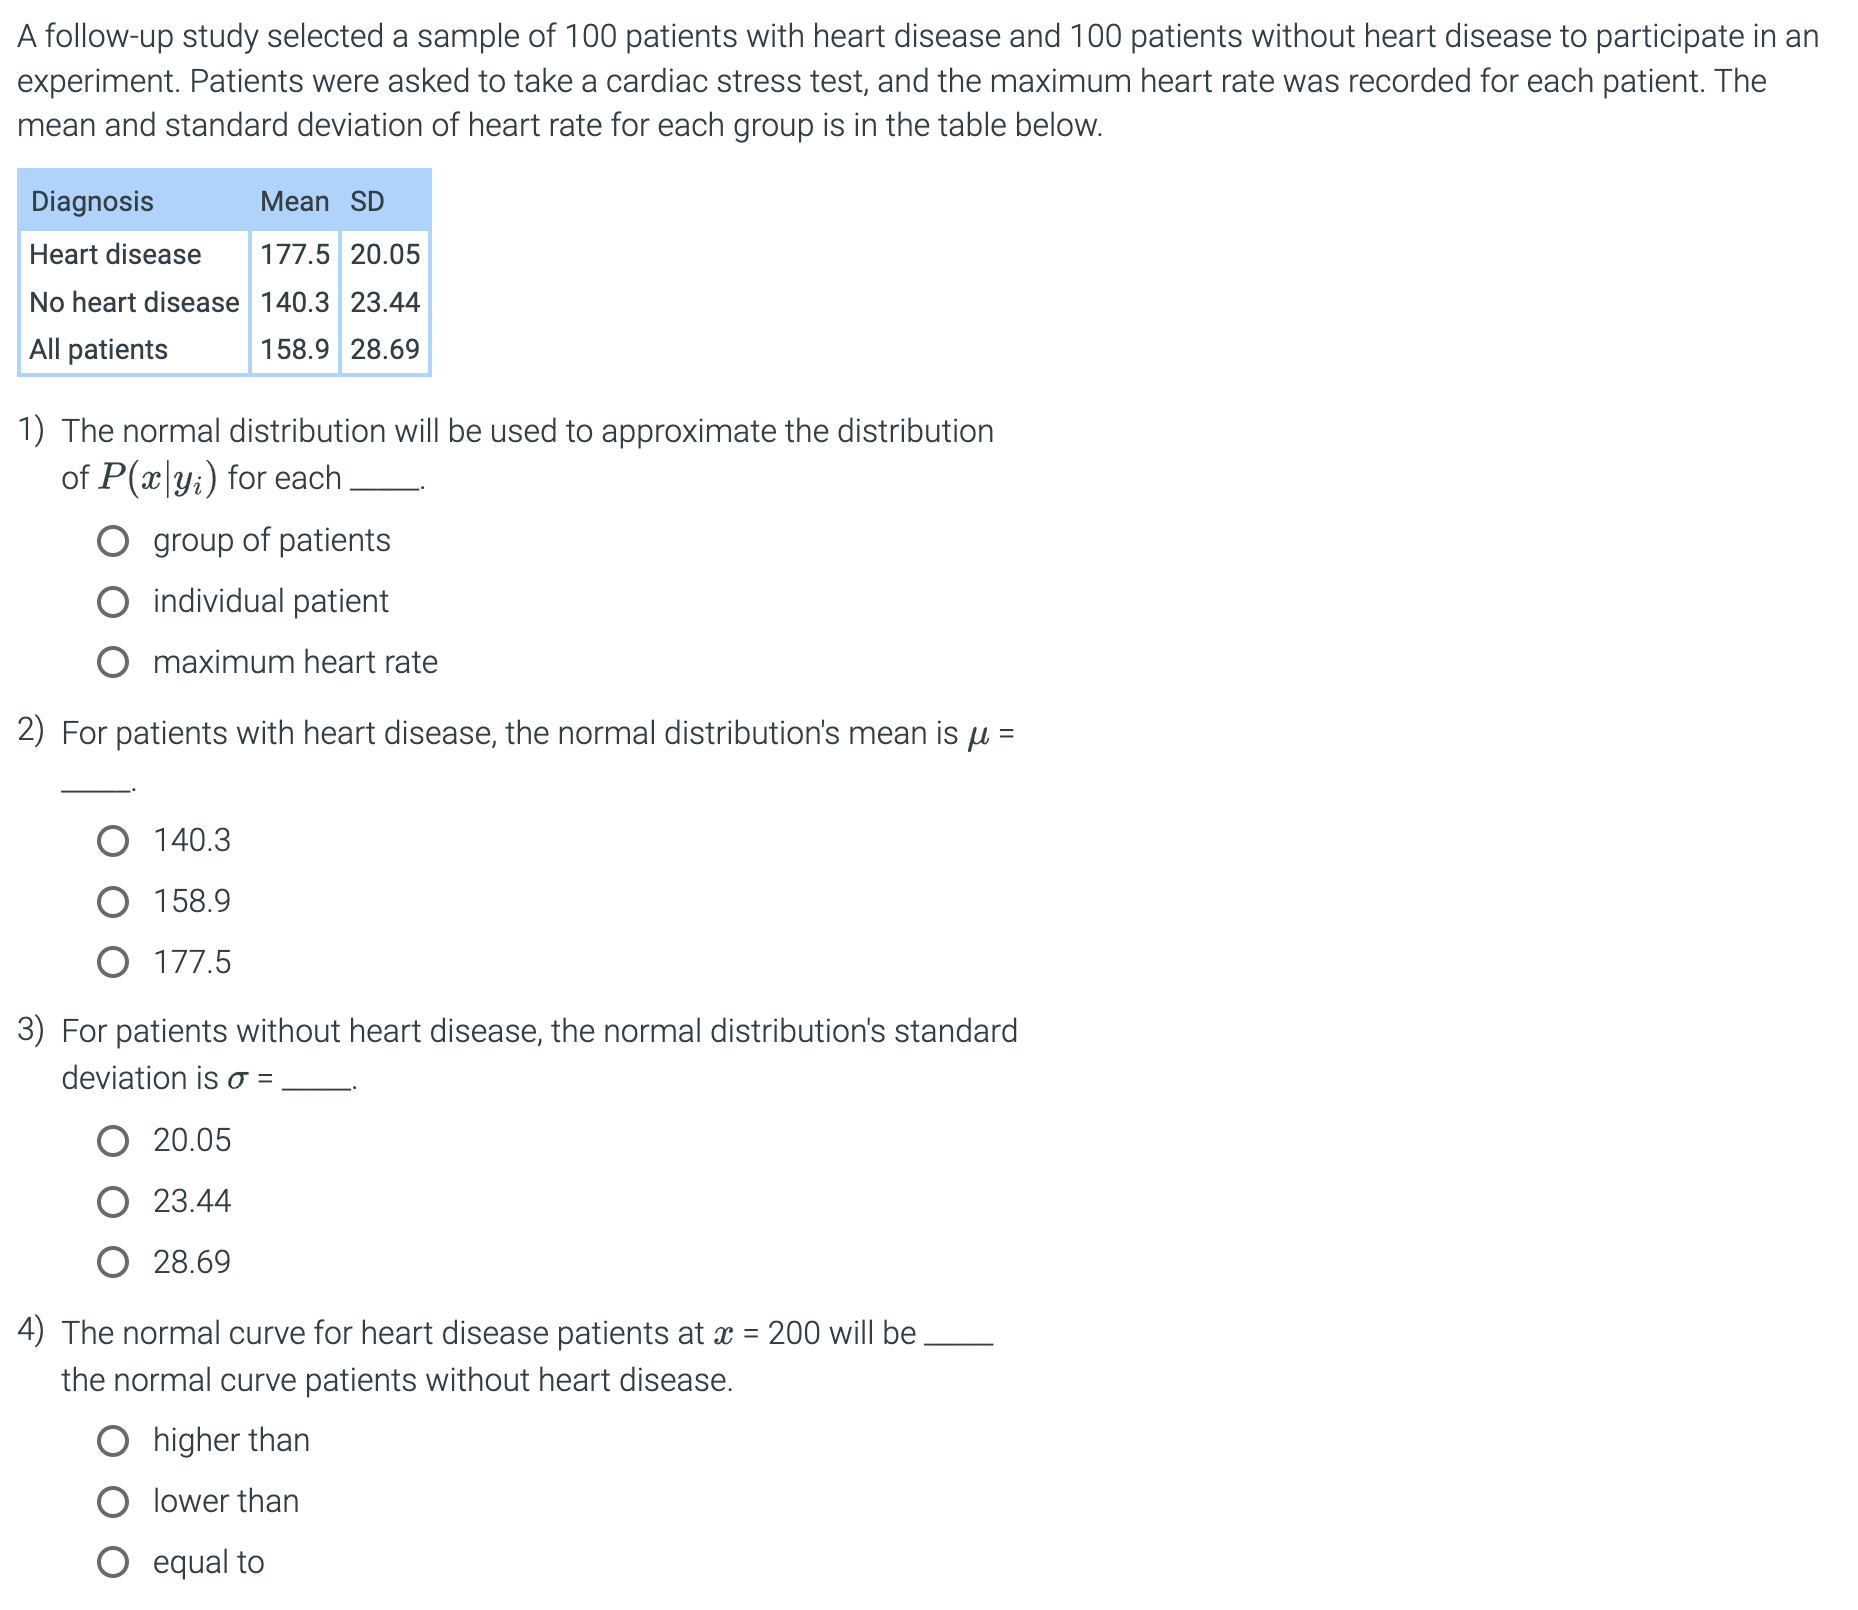 A follow-up study selected a sample of 100 patients with heart disease and 100 patients without heart disease to participate in an
experiment. Patients were asked to take a cardiac stress test, and the maximum heart rate was recorded for each patient. The
mean and standard deviation of heart rate for each group is in the table below.
Diagnosis Mean SD
Heart disease 177.5 20.05
No heart disease 140.3 23.44
All patients 158.9 28.69
1) The normal distribution will be used to approximate the distribution
of P(x|yᵢ) for each _____.
group of patients
individual patient
maximum heart rate
2) For patients with heart disease, the normal distribution's mean is μ =
_____.
140.3
158.9
177.5
3) For patients without heart disease, the normal distribution's standard
deviation is σ = _____.
20.05
23.44
28.69
4) The normal curve for heart disease patients at x = 200 will be _____
the normal curve patients without heart disease.
higher than
lower than
equal to